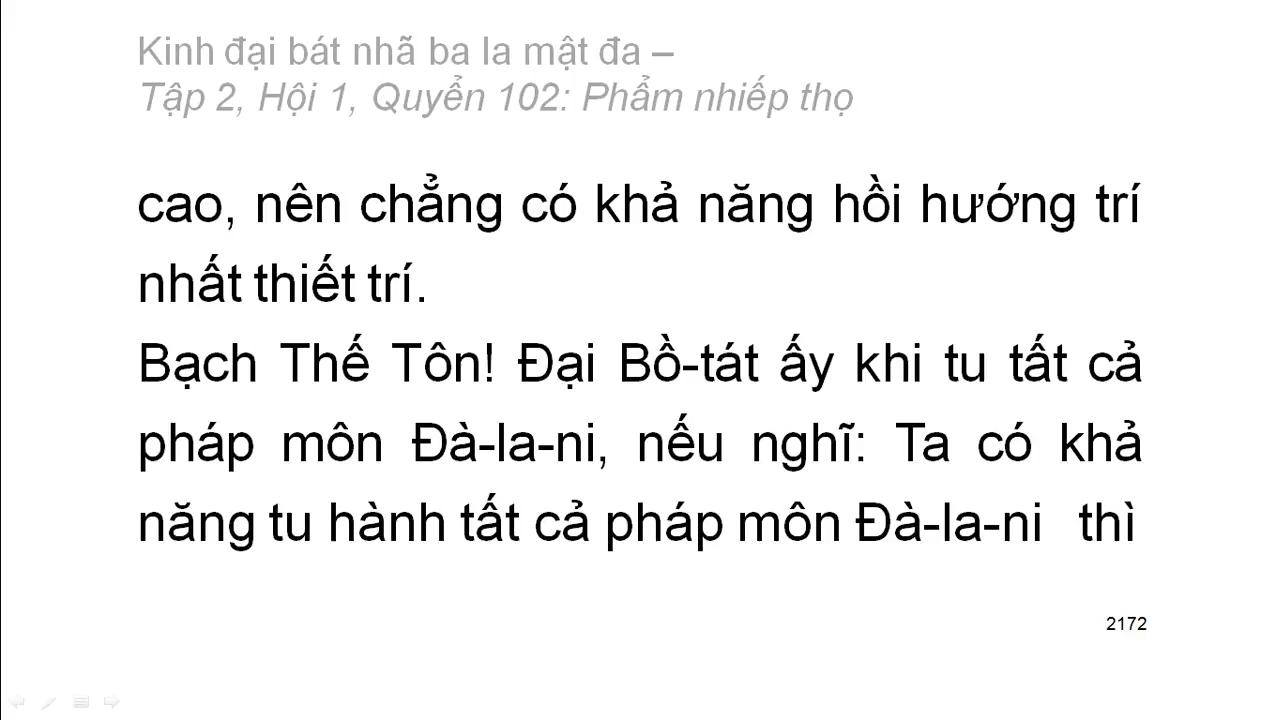 Kinh đại bát nhã ba la mật đa –
Tập 2, Hội 1, Quyển 102: Phẩm nhiếp thọ
cao, nên chẳng có khả năng hồi hướng trí
nhất thiết trí.
Bạch Thế Tôn! Đại Bồ-tát ấy khi tu tất cả
pháp môn Đà-la-ni, nếu nghĩ: Ta có khả
năng tu hành tất cả pháp môn Đà-la-ni thì
2172